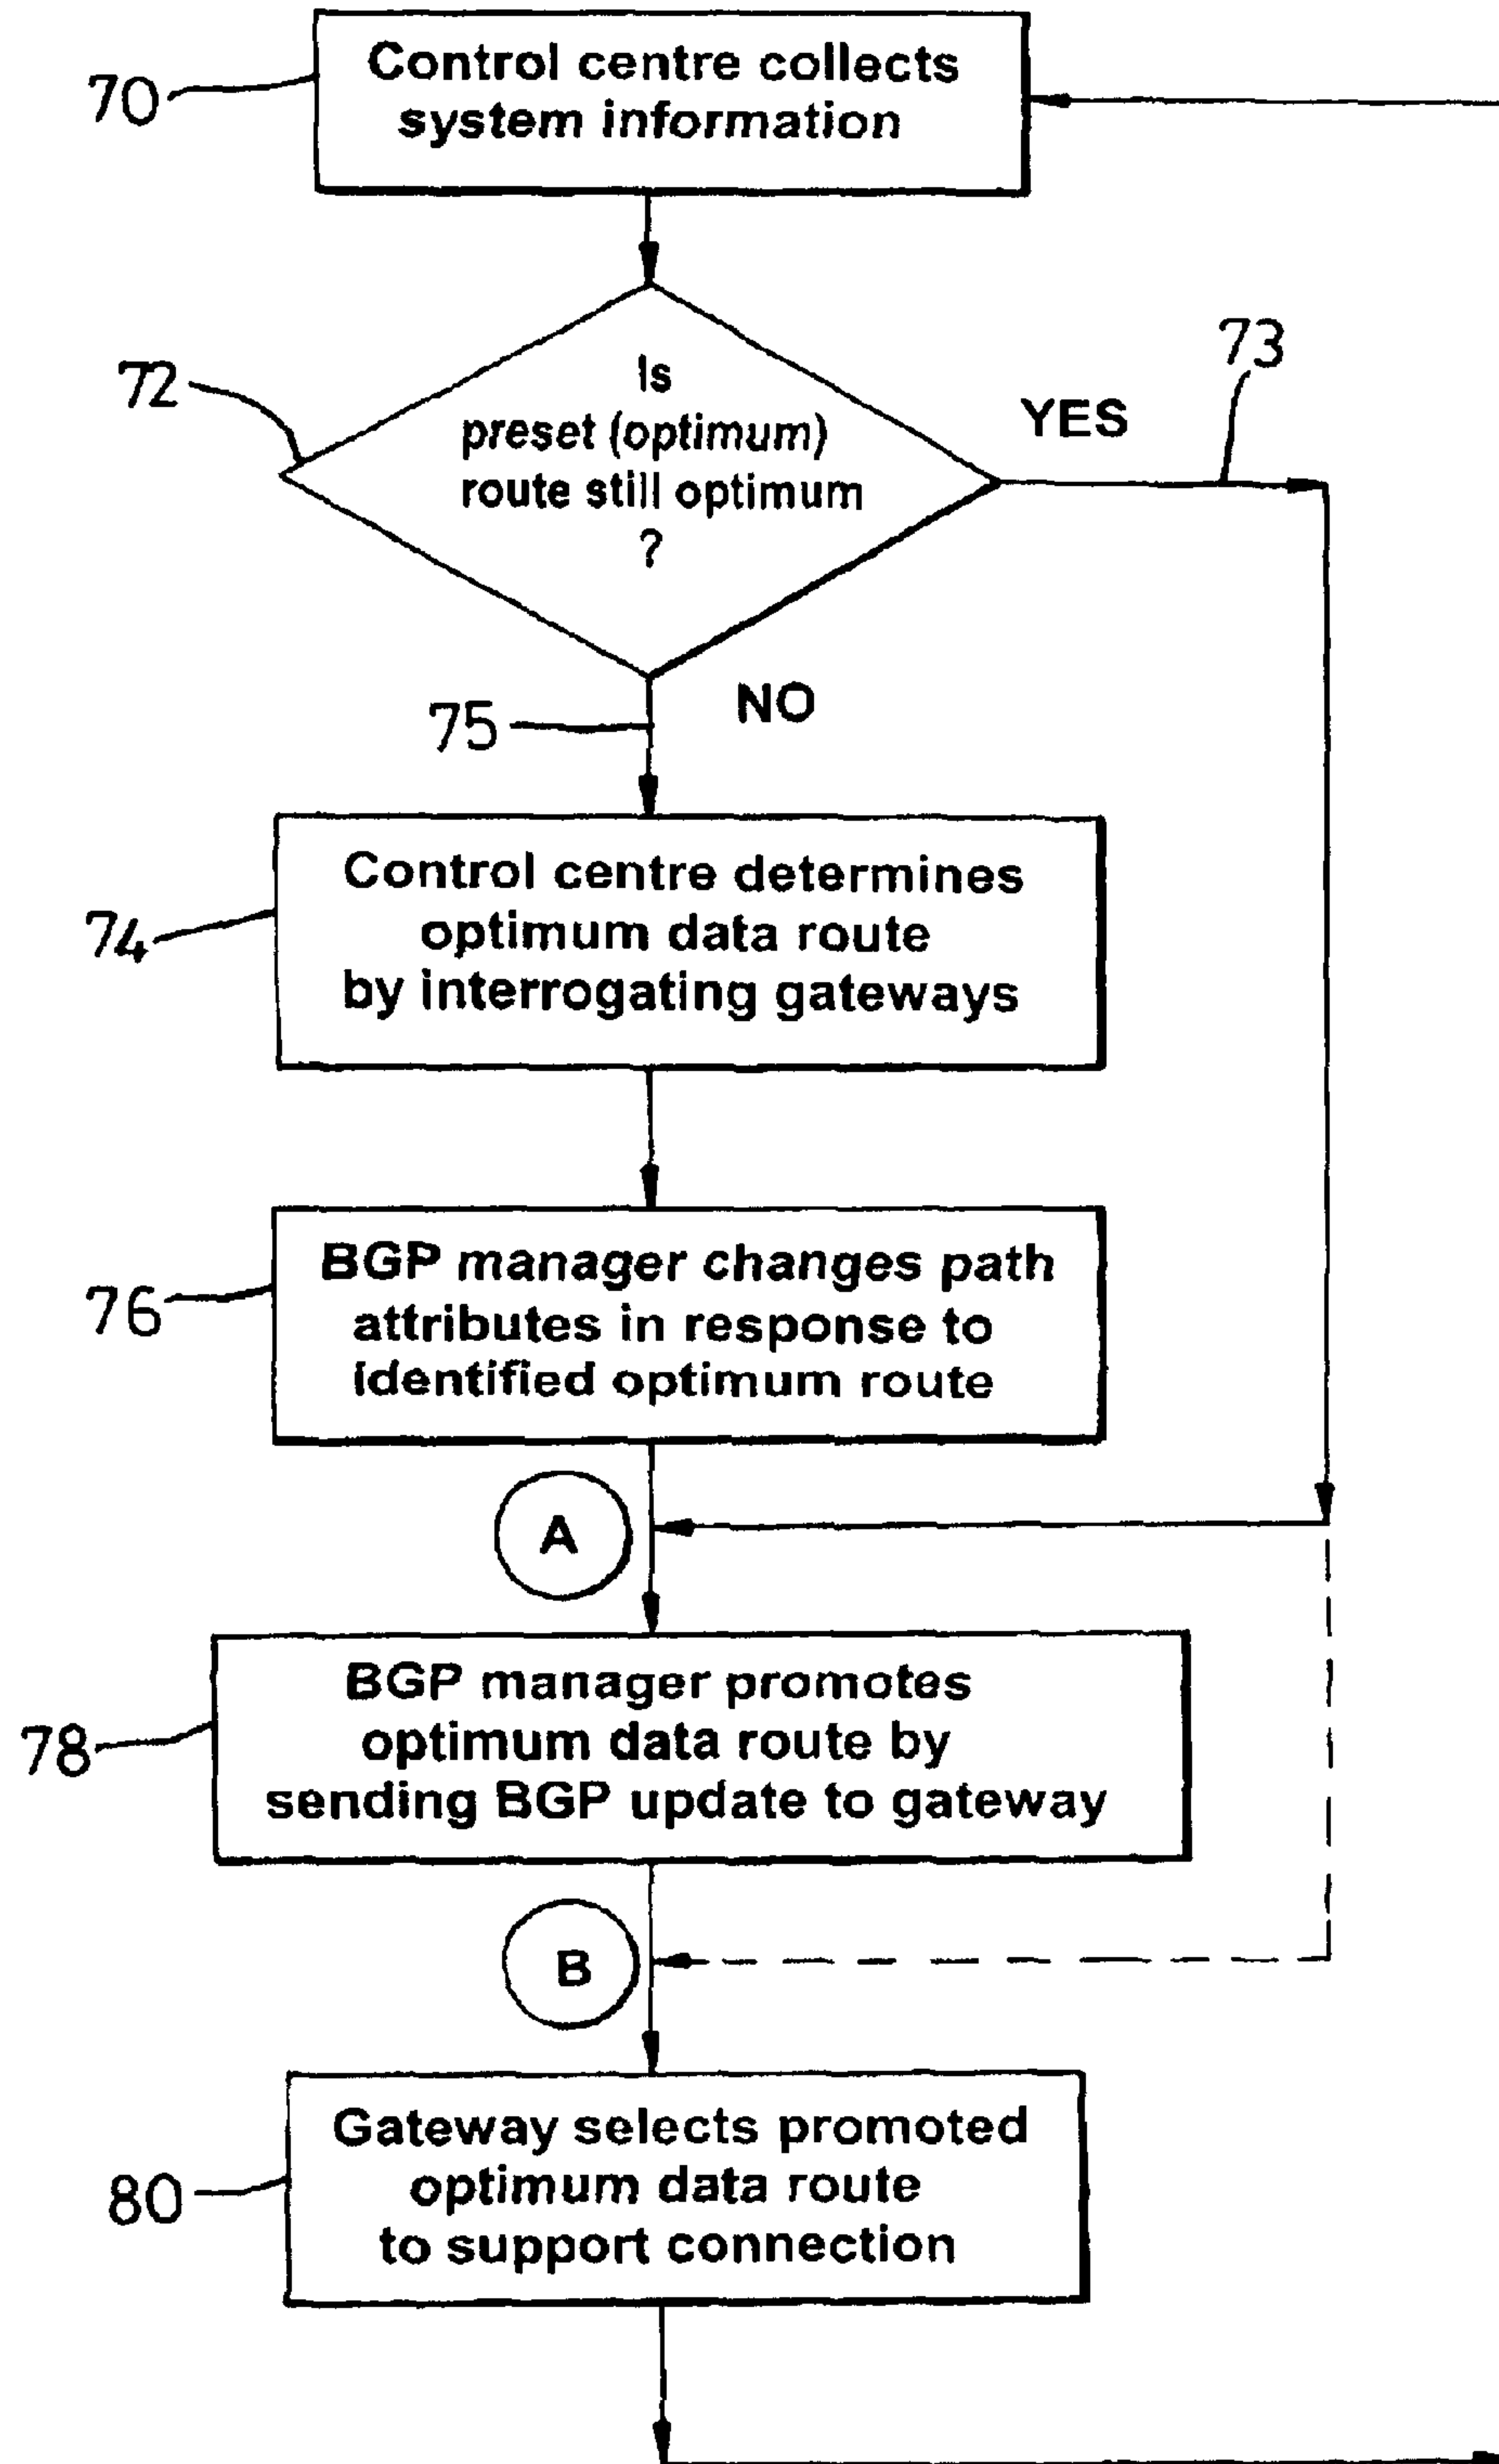 70
Control centre collects
system information
72
Is
preset (optimum)
route still optimum
?
YES
73
75
NO
74
Control centre determines
optimum data route
by interrogating gateways
76
BGP manager changes path
attributes in response to
identified optimum route
A
78
BGP manager promotes
optimum data route by
sending BGP update to gateway
B
80
Gateway selects promoted
optimum data route
to support connection